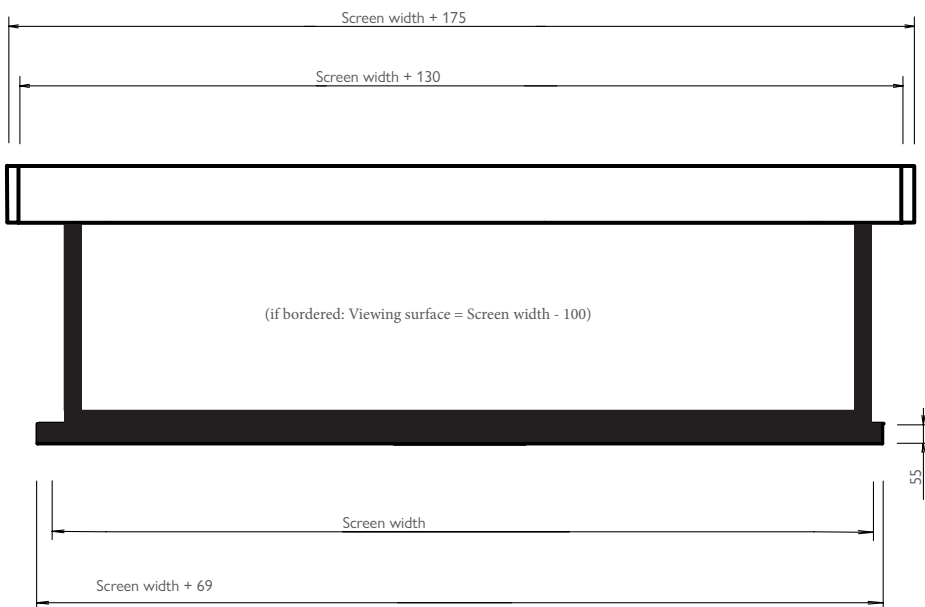 Screen width + 175
Screen width + 130
(if bordered: Viewing surface = Screen width - 100)
55
Screen width
Screen width + 69